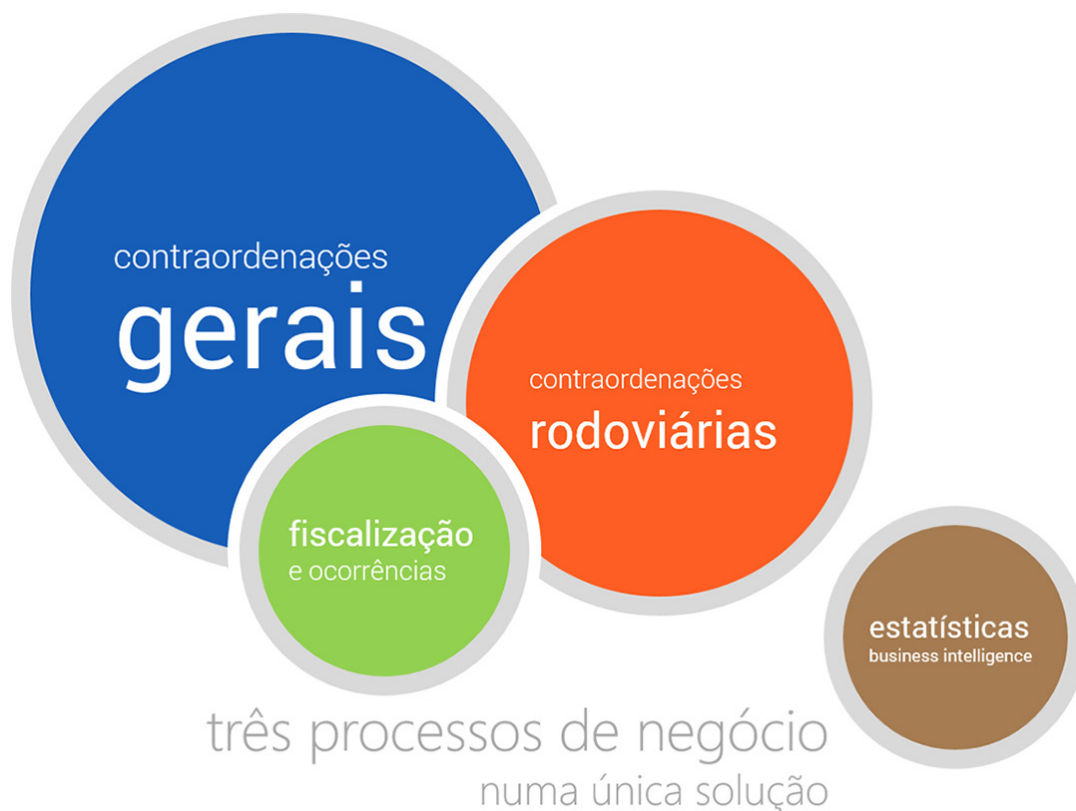 contraordenações
gerais
contraordenações
rodoviárias
fiscalização
e ocorrências
estatísticas
business intelligence
três processos de negócio
numa única solução